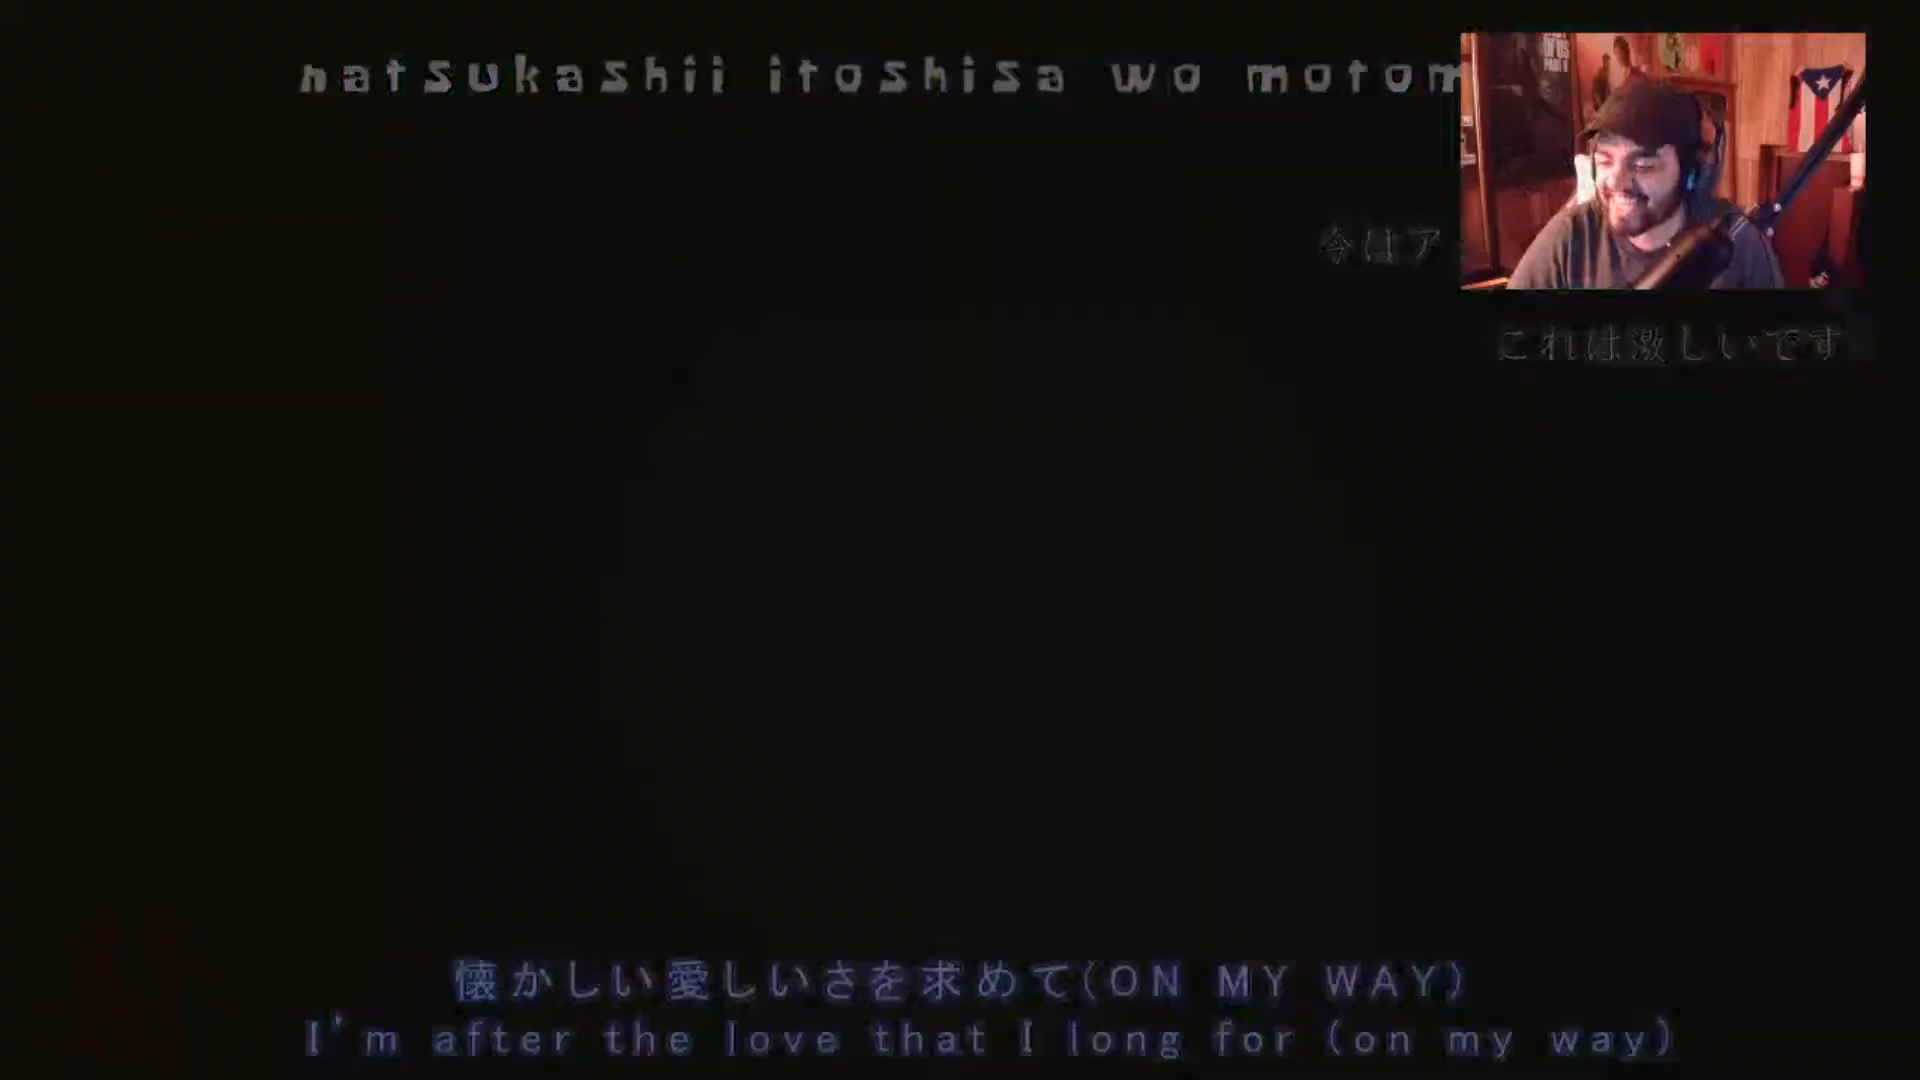 natsukashii itoshisa wo motom
今はア
これは激しいです
懐かしい愛しいさを求めて(ON MY WAY)
I'm after the love that I long for (on my way)